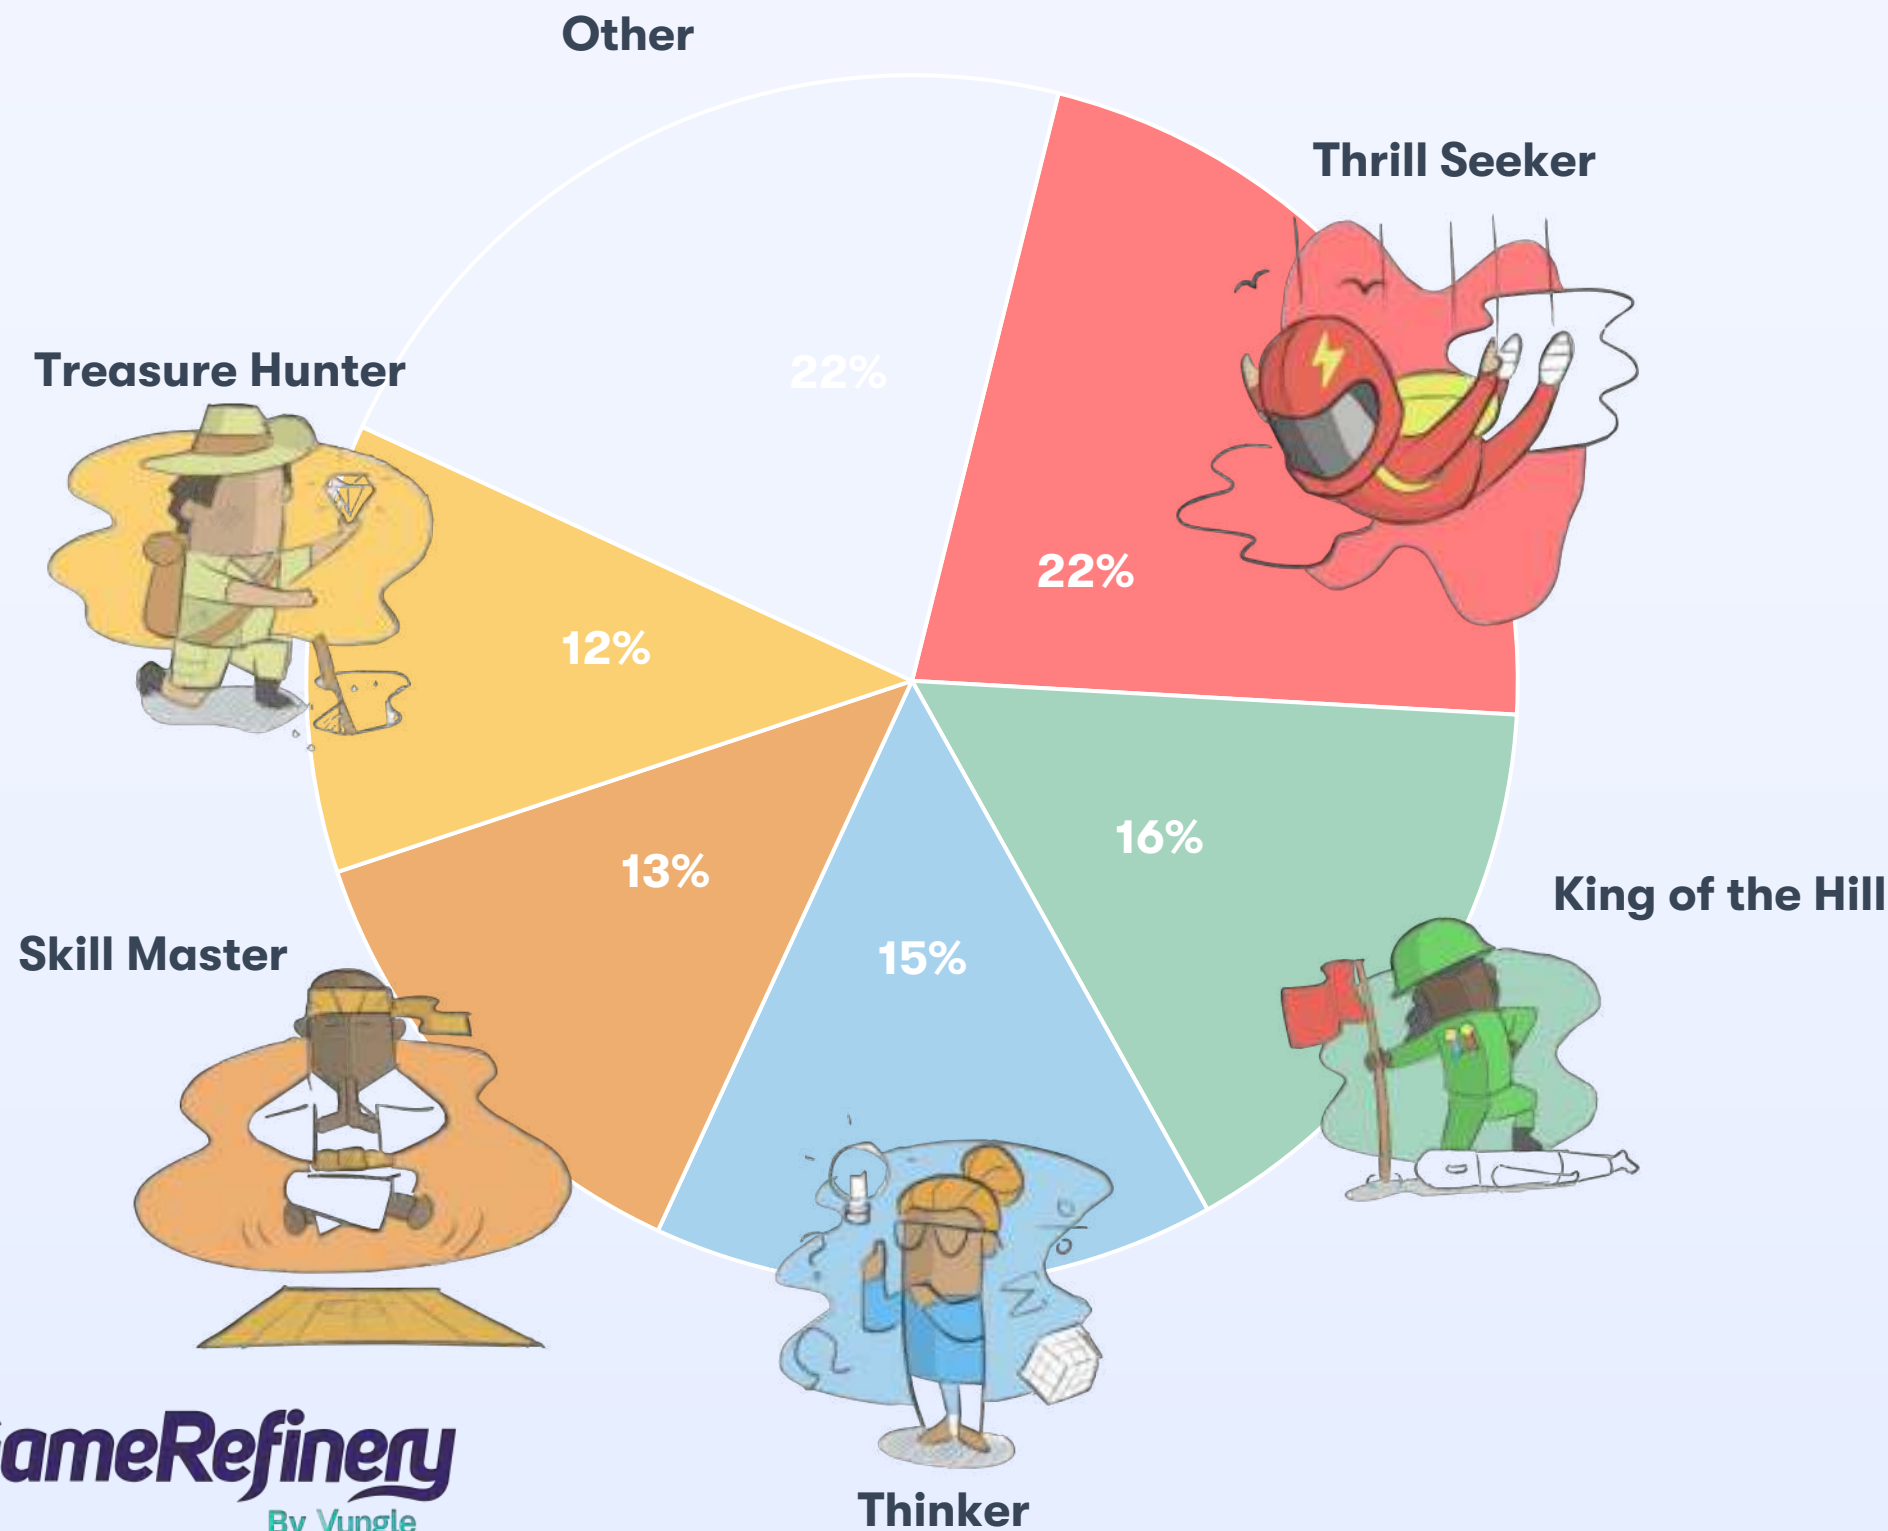 Other
Thrill Seeker
Treasure Hunter
22%
22%
12%
16%
13%
King of the Hill
Skill Master
15%
GameRefinery
By Vungle
Thinker